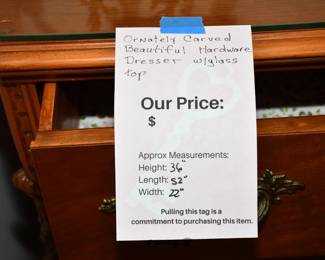 Ornately Carved
Beautiful Hardware
Dresser w/glass
top
Our Price:
$
Approx Measurements:
Height: 36"
Length: 52"
Width: 22"
Pulling this tag is a
commitment to purchasing this item.